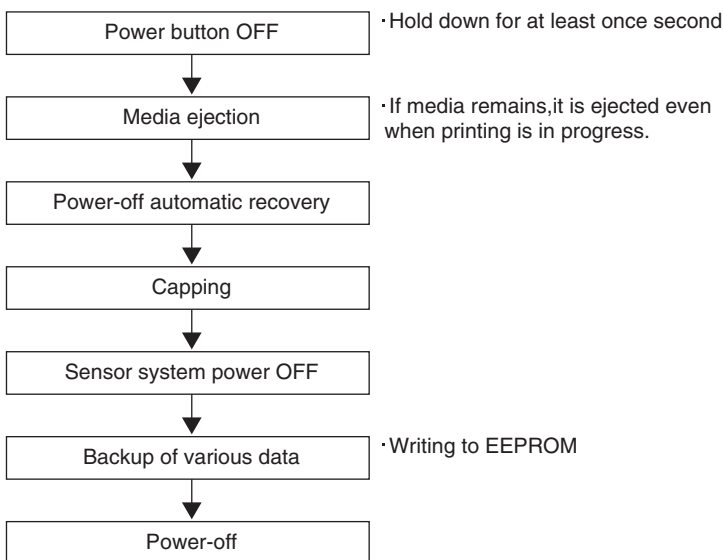 Power button OFF
·Hold down for at least once second
Media ejection
·If media remains,it is ejected even
when printing is in progress.
Power-off automatic recovery
Capping
Sensor system power OFF
Backup of various data
·Writing to EEPROM
Power-off